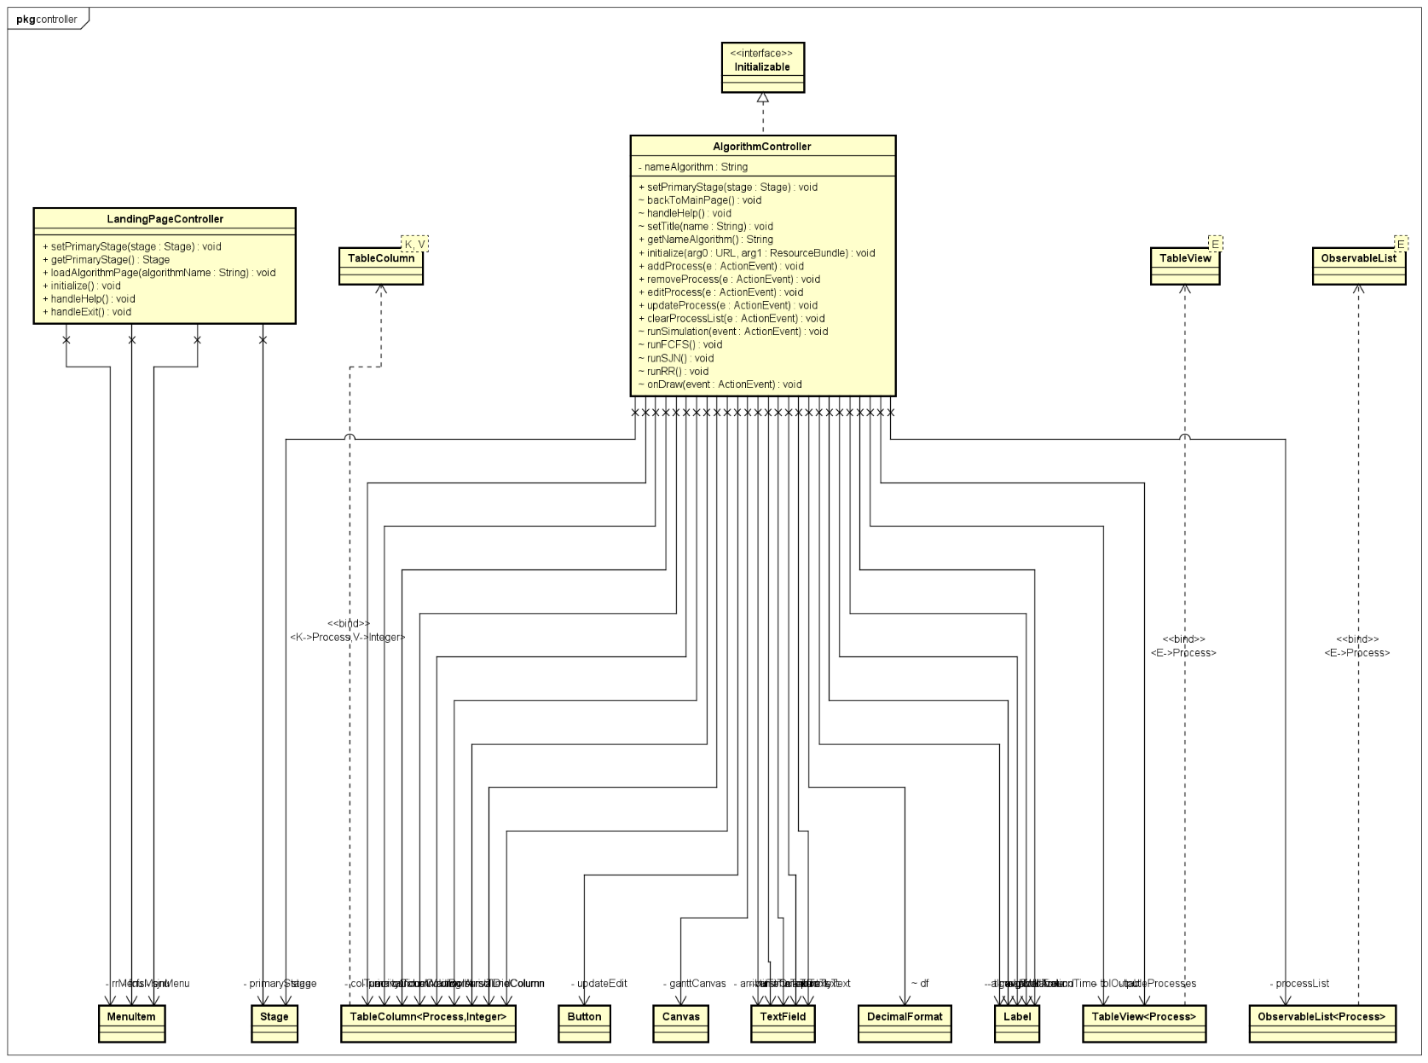 pkg controller
<<interface>>
Initializable
AlgorithmController
- nameAlgorithm : String
+ setPrimaryStage(stage : Stage) : void
~ backToMainPage() : void
~ handleHelp() : void
~ setTitle(name : String) : void
+ getNameAlgorithm() : String
+ initialize(arg0 : URL, arg1 : ResourceBundle) : void
+ addProcess(e : ActionEvent) : void
+ removeProcess(e : ActionEvent) : void
+ editProcess(e : ActionEvent) : void
+ updateProcess(e : ActionEvent) : void
+ clearProcessList(e : ActionEvent) : void
~ runSimulation(event : ActionEvent) : void
~ runFCFS() : void
~ runSJN() : void
~ runRR() : void
~ onDraw(event : ActionEvent) : void
LandingPageController
+ setPrimaryStage(stage : Stage) : void
+ getPrimaryStage() : Stage
+ loadAlgorithmPage(algorithmName : String) : void
+ initialize() : void
+ handleHelp() : void
+ handleExit() : void
K, V
TableColumn
E
TableView
E
ObservableList
<<bind>>
<K->Process,V->Integer>
<<bind>>
<E->Process>
<<bind>>
<E->Process>
- primaryStage
- updateEdit
- ganttCanvas
~ df
- processList
MenuItem
Stage
TableColumn<Process,Integer>
Button
Canvas
TextField
DecimalFormat
Label
TableView<Process>
ObservableList<Process>